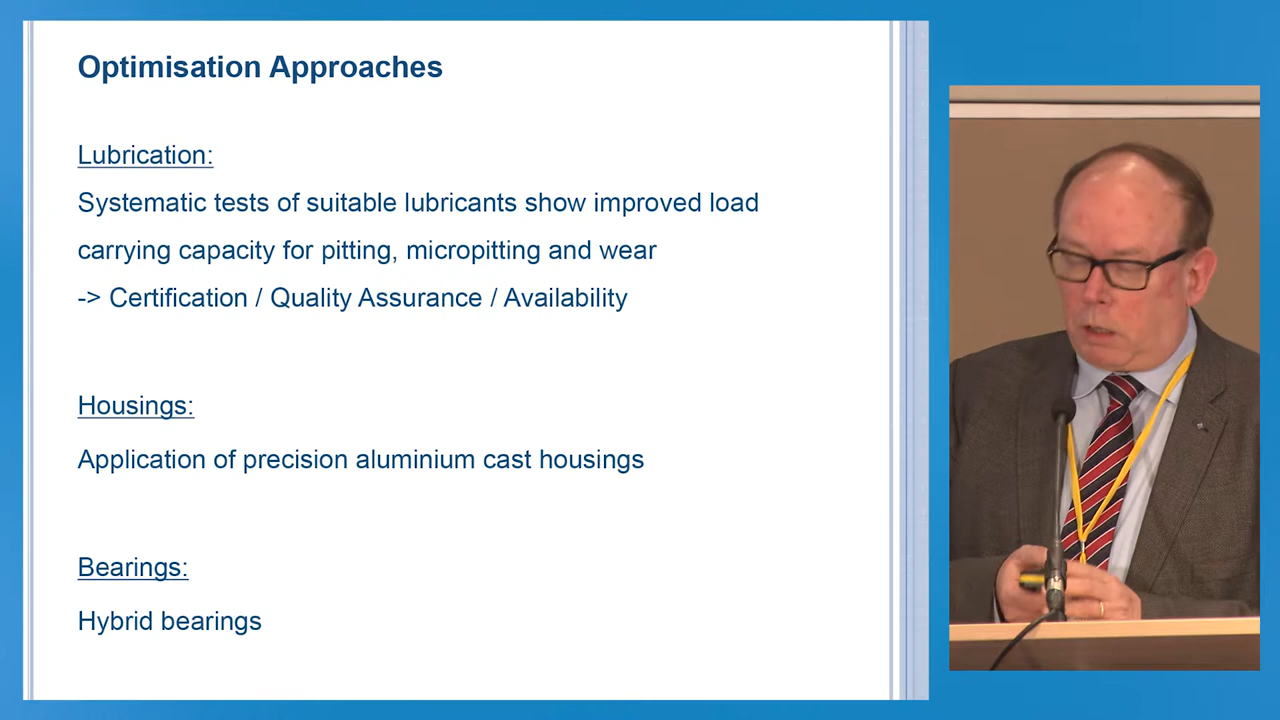 Optimisation Approaches
Lubrication:
Systematic tests of suitable lubricants show improved load
carrying capacity for pitting, micropitting and wear
-> Certification / Quality Assurance / Availability
Housings:
Application of precision aluminium cast housings
Bearings:
Hybrid bearings